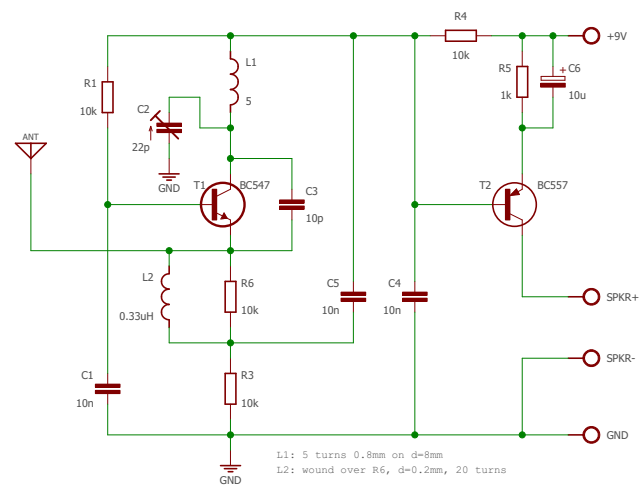 R4
10k
+9V
L1
5
R5
1k
+
C6
10u
R1
10k
C2
22p
ANT
GND
T1
BC547
C3
10p
T2
BC557
L2
0.33uH
R6
10k
C5
10n
C4
10n
SPKR+
SPKR-
C1
10n
R3
10k
GND
GND
L1: 5 turns 0.8mm on d=8mm
L2: wound over R6, d=0.2mm, 20 turns